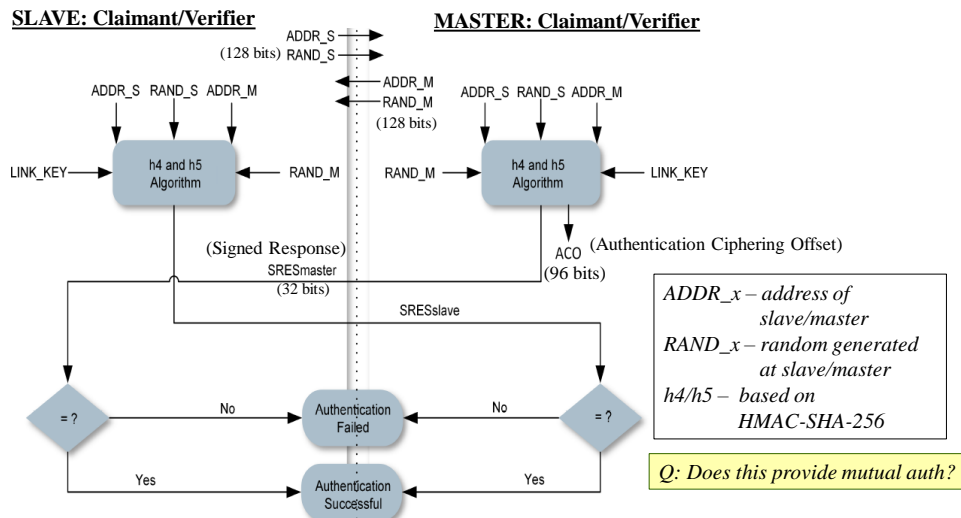 SLAVE: Claimant/Verifier
MASTER: Claimant/Verifier
ADDR_S
(128 bits) RAND_S
ADDR_M
RAND_M
(128 bits)
ADDR_S RAND_S ADDR_M
LINK_KEY
h4 and h5
Algorithm
RAND_M
ADDR_S RAND_S ADDR_M
RAND_M
h4 and h5
Algorithm
LINK_KEY
ACO
(96 bits)
(Authentication Ciphering Offset)
(Signed Response)
SRESmaster
(32 bits)
SRESslave
= ?
No
Authentication
Failed
No
= ?
Yes
Authentication
Successful
Yes
ADDR_x – address of
slave/master
RAND_x – random generated
at slave/master
h4/h5 – based on
HMAC-SHA-256
Q: Does this provide mutual auth?